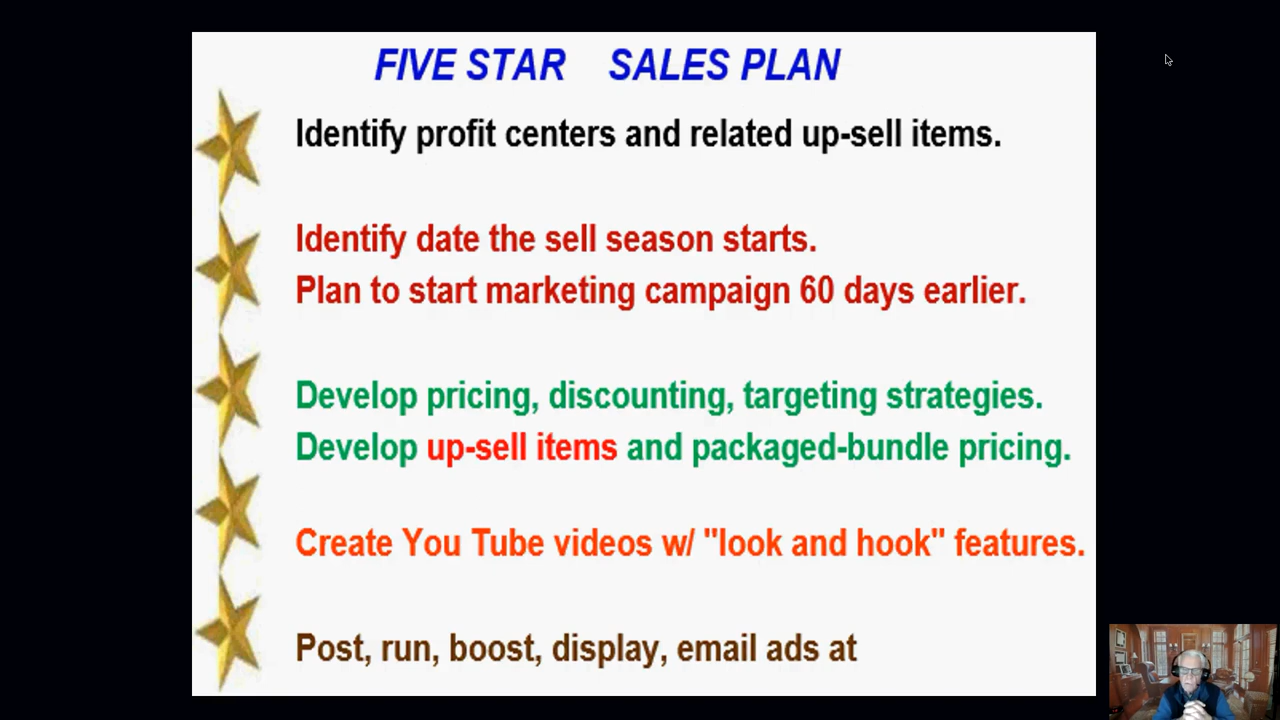 FIVE STAR SALES PLAN
Identify profit centers and related up-sell items.
Identify date the sell season starts.
Plan to start marketing campaign 60 days earlier.
Develop pricing, discounting, targeting strategies.
Develop up-sell items and packaged-bundle pricing.
Create You Tube videos w/ "look and hook" features.
Post, run, boost, display, email ads at